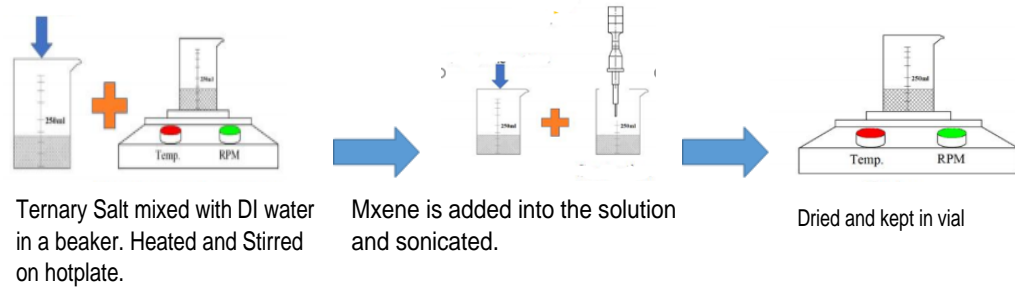 250ml
250ml
Temp.
RPM
250ml
250ml
250ml
Temp.
RPM
Ternary Salt mixed with DI water
in a beaker. Heated and Stirred
on hotplate.
Mxene is added into the solution
and sonicated.
Dried and kept in vial